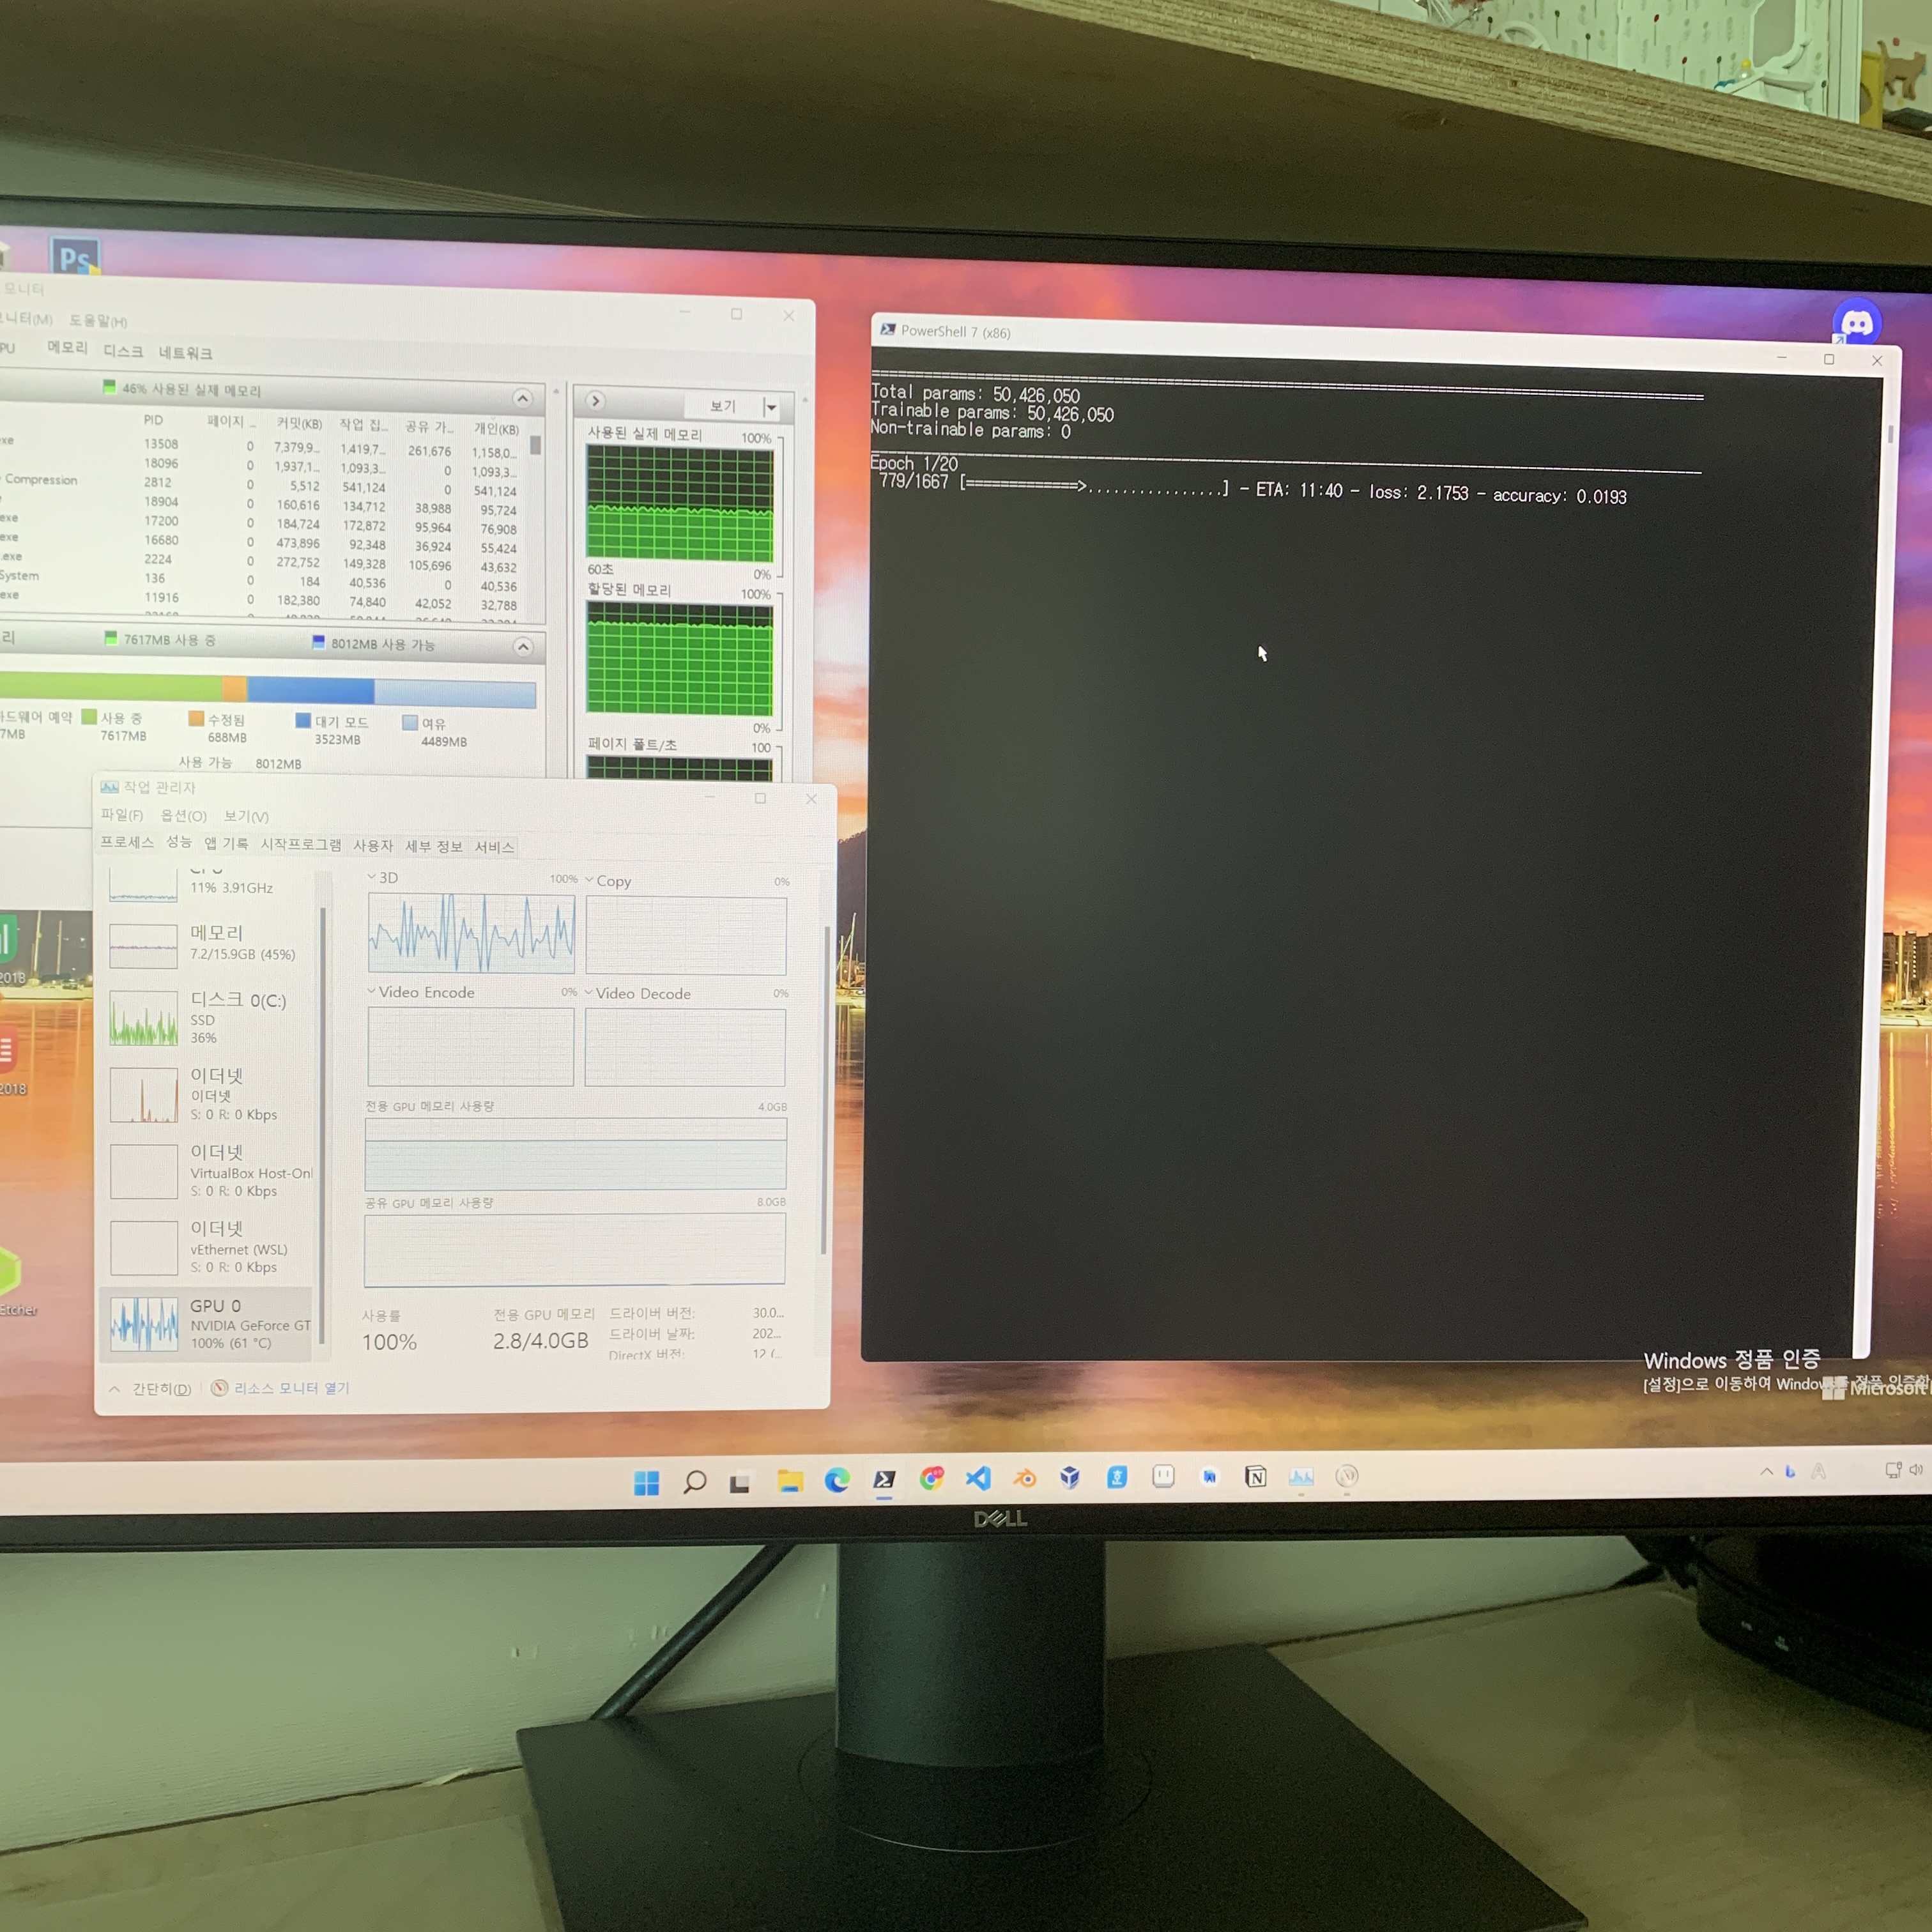 Ps
모니터
모니터(M) 도움말(H)
PU 메모리 디스크 네트워크
46% 사용된 실제 메모리
PID 페이지 ... 커밋(KB) 작업 집... 공유 가... 개인(KB)
xe 13508 0 7,379,9... 1,419,7... 261,676 1,158,0...
18096 0 1,937,1... 1,093,3... 0 1,093,3...
Compression 2812 0 5,512 541,124 0 541,124
18904 0 160,616 134,712 38,988 95,724
exe 17200 0 184,724 172,872 95,964 76,908
exe 16680 0 473,896 92,348 36,924 55,424
.exe 2224 0 272,752 149,328 105,696 43,632
System 136 0 184 40,536 0 40,536
exe 11916 0 182,380 74,840 42,052 32,788
리 7617MB 사용 중 8012MB 사용 가능
드웨어 예약 사용 중 수정됨 대기 모드 여유
7MB 7617MB 688MB 3523MB 4489MB
사용 가능 8012MB
보기
사용된 실제 메모리 100%
60초 0%
할당된 메모리 100%
0%
페이지 폴트/초 100
작업 관리자
파일(F) 옵션(O) 보기(V)
프로세스 성능 앱 기록 시작프로그램 사용자 세부 정보 서비스
CPU
11% 3.91GHz
메모리
7.2/15.9GB (45%)
디스크 0(C:)
SSD
36%
이더넷
이더넷
S: 0 R: 0 Kbps
이더넷
VirtualBox Host-Onl
S: 0 R: 0 Kbps
이더넷
vEthernet (WSL)
S: 0 R: 0 Kbps
GPU 0
NVIDIA GeForce GT
100% (61 °C)
3D 100% Copy 0%
Video Encode 0% Video Decode 0%
전용 GPU 메모리 사용량 4.0GB
공유 GPU 메모리 사용량 8.0GB
사용률 전용 GPU 메모리 드라이버 버전: 30.0...
100% 2.8/4.0GB 드라이버 날짜: 202...
DirectX 버전: 12 (...
간단히(D) 리소스 모니터 열기
2018
2018
Etcher
PowerShell 7 (x86)
Total params: 50,426,050
Trainable params: 50,426,050
Non-trainable params: 0
Epoch 1/20
779/1667 [=============>................] - ETA: 11:40 - loss: 2.1753 - accuracy: 0.0193
Windows 정품 인증
[설정]으로 이동하여 Windows를 정품 인증합
Microsoft
DELL